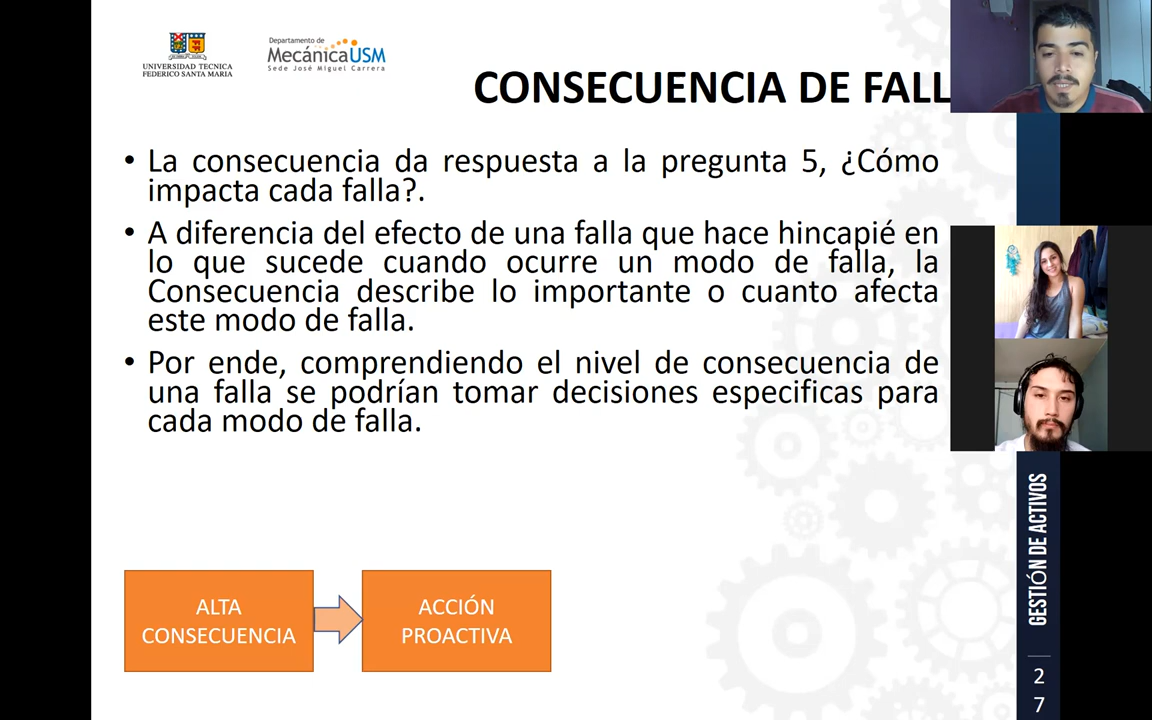 UNIVERSIDAD TECNICA
FEDERICO SANTA MARIA
Departamento de
MecánicaUSM
Sede José Miguel Carrera
CONSECUENCIA DE FALL
• La consecuencia da respuesta a la pregunta 5, ¿Cómo
impacta cada falla?.
• A diferencia del efecto de una falla que hace hincapié en
lo que sucede cuando ocurre un modo de falla, la
Consecuencia describe lo importante o cuanto afecta
este modo de falla.
• Por ende, comprendiendo el nivel de consecuencia de
una falla se podrían tomar decisiones especificas para
cada modo de falla.
ALTA
CONSECUENCIA
ACCIÓN
PROACTIVA
GESTIÓN DE ACTIVOS
2
7